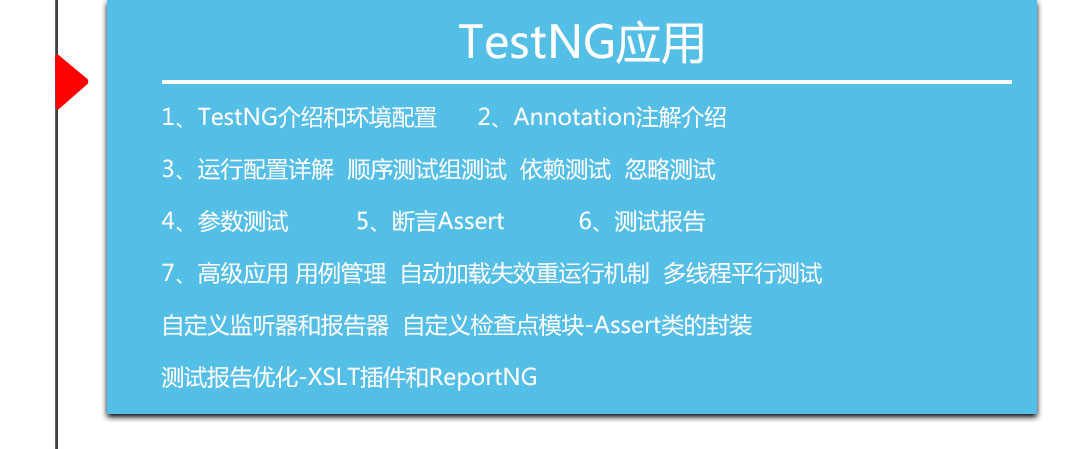 TestNG应用
1、TestNG介绍和环境配置 2、Annotation注解介绍
3、运行配置详解 顺序测试组测试 依赖测试 忽略测试
4、参数测试 5、断言Assert 6、测试报告
7、高级应用 用例管理 自动加载失效重运行机制 多线程平行测试
自定义监听器和报告器 自定义检查点模块-Assert类的封装
测试报告优化-XSLT插件和ReportNG